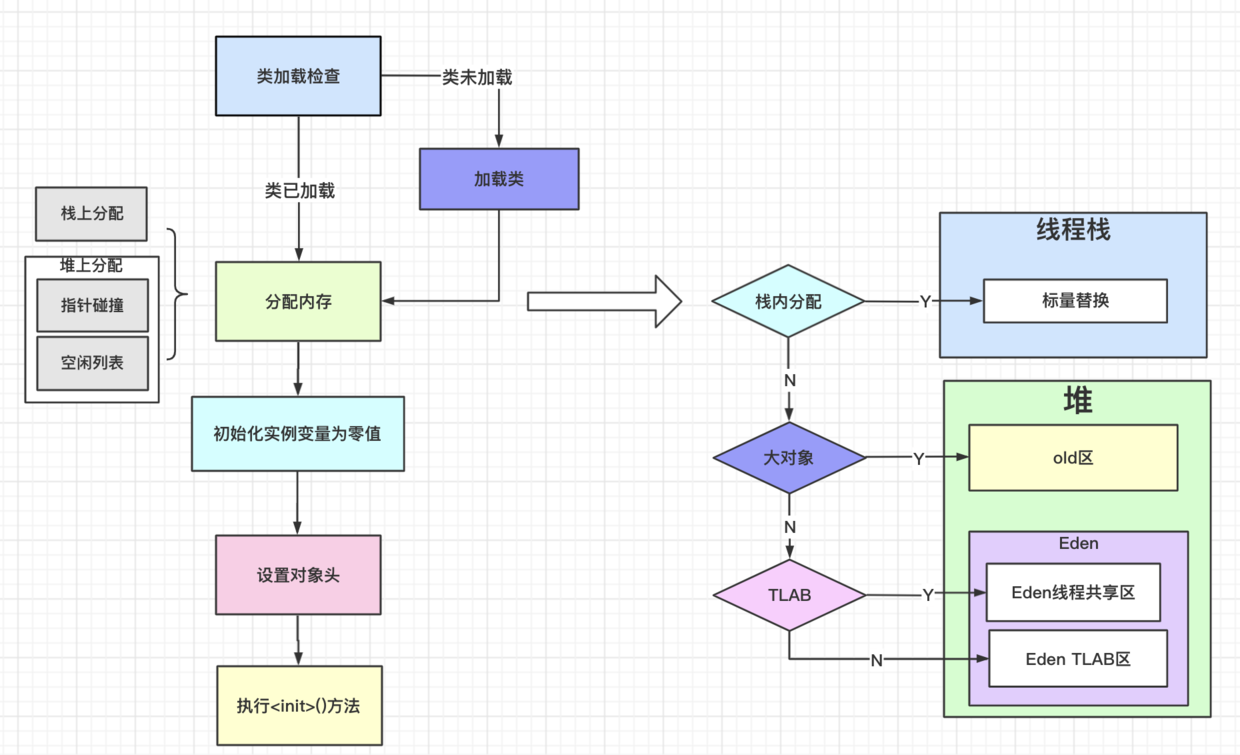 类加载检查
类未加载
加载类
类已加载
栈上分配
堆上分配
指针碰撞
空闲列表
分配内存
初始化实例变量为零值
设置对象头
执行<init>()方法
栈内分配
Y
线程栈
标量替换
N
大对象
Y
堆
old区
N
TLAB
Y
Eden
Eden线程共享区
N
Eden TLAB区